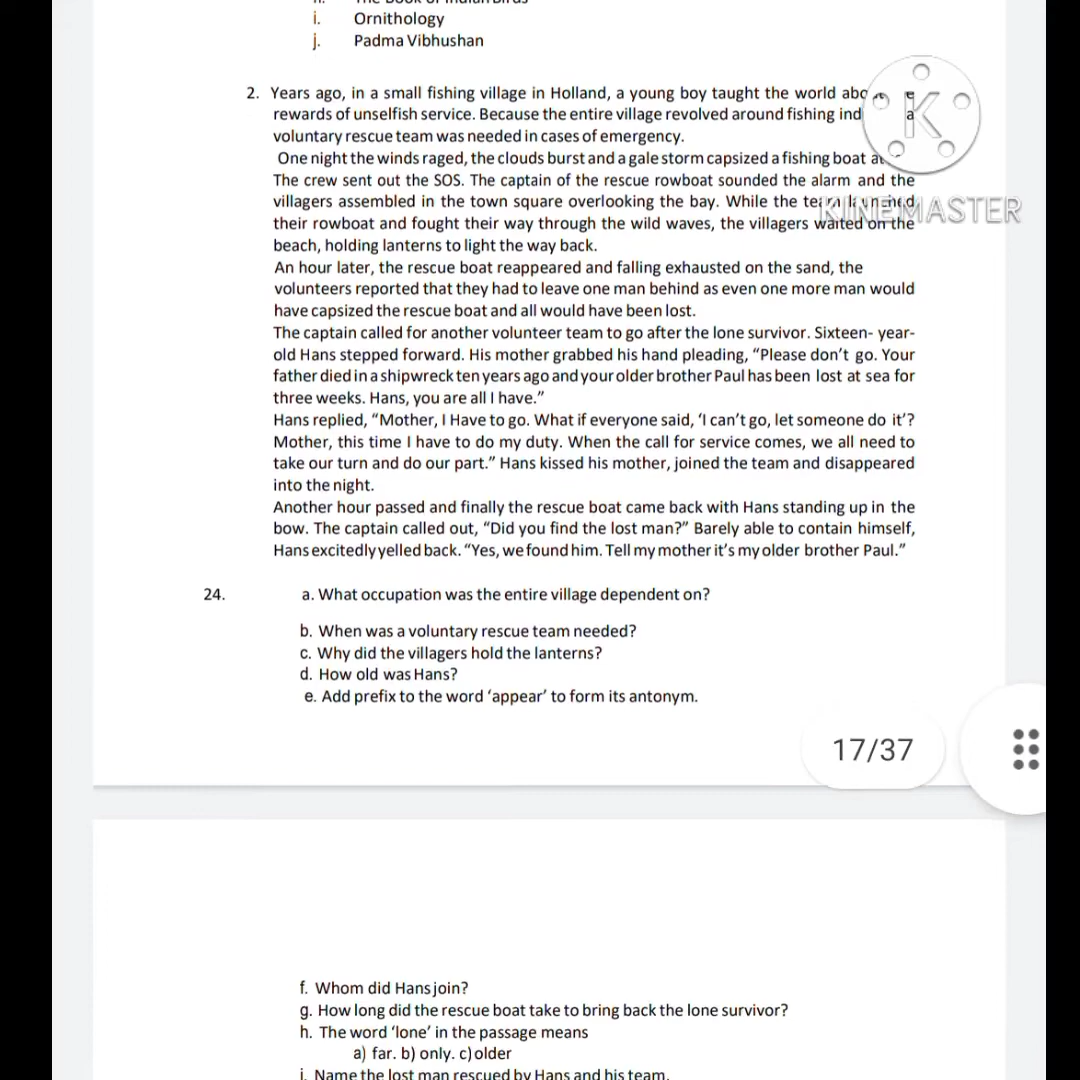 i. Ornithology
j. Padma Vibhushan
2. Years ago, in a small fishing village in Holland, a young boy taught the world
rewards of unselfish service. Because the entire village revolved around fishing
voluntary rescue team was needed in cases of emergency.
One night the winds raged, the clouds burst and a gale storm capsized a fishing boat
The crew sent out the SOS. The captain of the rescue rowboat sounded the alarm and the
villagers assembled in the town square overlooking the bay. While the team launched
their rowboat and fought their way through the wild waves, the villagers waited on the
beach, holding lanterns to light the way back.
An hour later, the rescue boat reappeared and falling exhausted on the sand, the
volunteers reported that they had to leave one man behind as even one more man would
have capsized the rescue boat and all would have been lost.
The captain called for another volunteer team to go after the lone survivor. Sixteen- year-
old Hans stepped forward. His mother grabbed his hand pleading, “Please don’t go. Your
father died in a shipwreck ten years ago and your older brother Paul has been lost at sea for
three weeks. Hans, you are all I have.”
Hans replied, “Mother, I Have to go. What if everyone said, ‘I can’t go, let someone do it’?
Mother, this time I have to do my duty. When the call for service comes, we all need to
take our turn and do our part.” Hans kissed his mother, joined the team and disappeared
into the night.
Another hour passed and finally the rescue boat came back with Hans standing up in the
bow. The captain called out, “Did you find the lost man?” Barely able to contain himself,
Hans excitedly yelled back. “Yes, we found him. Tell my mother it’s my older brother Paul.”
24. a. What occupation was the entire village dependent on?
b. When was a voluntary rescue team needed?
c. Why did the villagers hold the lanterns?
d. How old was Hans?
e. Add prefix to the word ‘appear’ to form its antonym.
f. Whom did Hans join?
g. How long did the rescue boat take to bring back the lone survivor?
h. The word ‘lone’ in the passage means
a) far. b) only. c) older
i. Name the lost man rescued by Hans and his team.
K
KINEMASTER
17/37